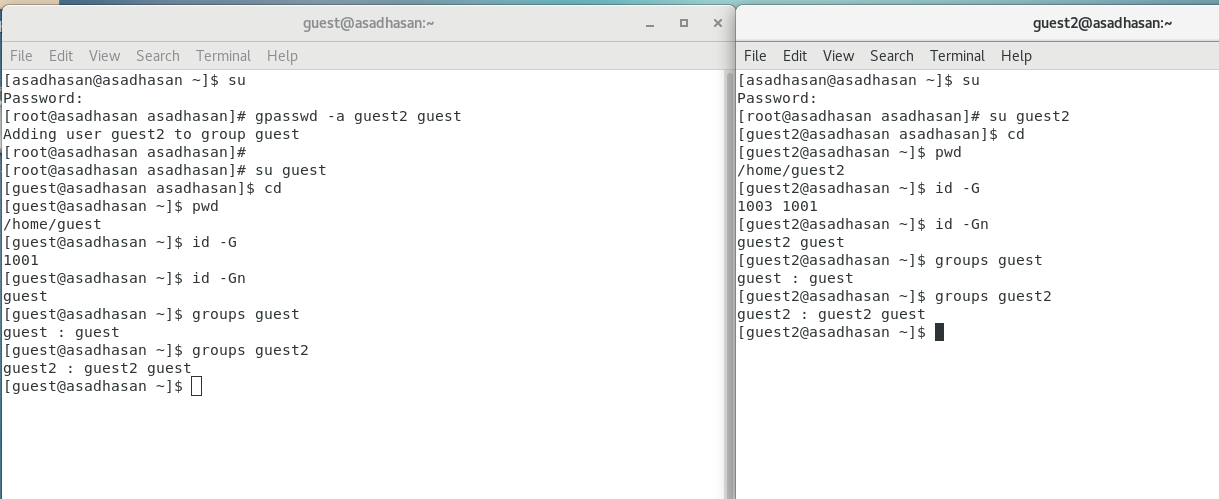 guest@asadhasan:~
File Edit View Search Terminal Help
[asadhasan@asadhasan ~]$ su
Password:
[root@asadhasan asadhasan]# gpasswd -a guest2 guest
Adding user guest2 to group guest
[root@asadhasan asadhasan]#
[root@asadhasan asadhasan]# su guest
[guest@asadhasan asadhasan]$ cd
[guest@asadhasan ~]$ pwd
/home/guest
[guest@asadhasan ~]$ id -G
1001
[guest@asadhasan ~]$ id -Gn
guest
[guest@asadhasan ~]$ groups guest
guest : guest
[guest@asadhasan ~]$ groups guest2
guest2 : guest2 guest
[guest@asadhasan ~]$
guest2@asadhasan:~
File Edit View Search Terminal Help
[asadhasan@asadhasan ~]$ su
Password:
[root@asadhasan asadhasan]# su guest2
[guest2@asadhasan asadhasan]$ cd
[guest2@asadhasan ~]$ pwd
/home/guest2
[guest2@asadhasan ~]$ id -G
1003 1001
[guest2@asadhasan ~]$ id -Gn
guest2 guest
[guest2@asadhasan ~]$ groups guest
guest : guest
[guest2@asadhasan ~]$ groups guest2
guest2 : guest2 guest
[guest2@asadhasan ~]$